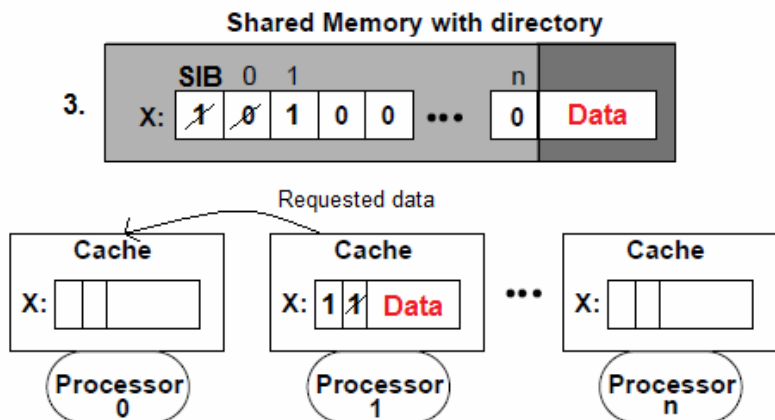 Shared Memory with directory
SIB 0 1 n
3. X: 1 0 1 0 0 ••• 0 Data
Requested data
Cache Cache Cache
X: X: 1 1 Data ••• X:
Processor Processor Processor
0 1 n